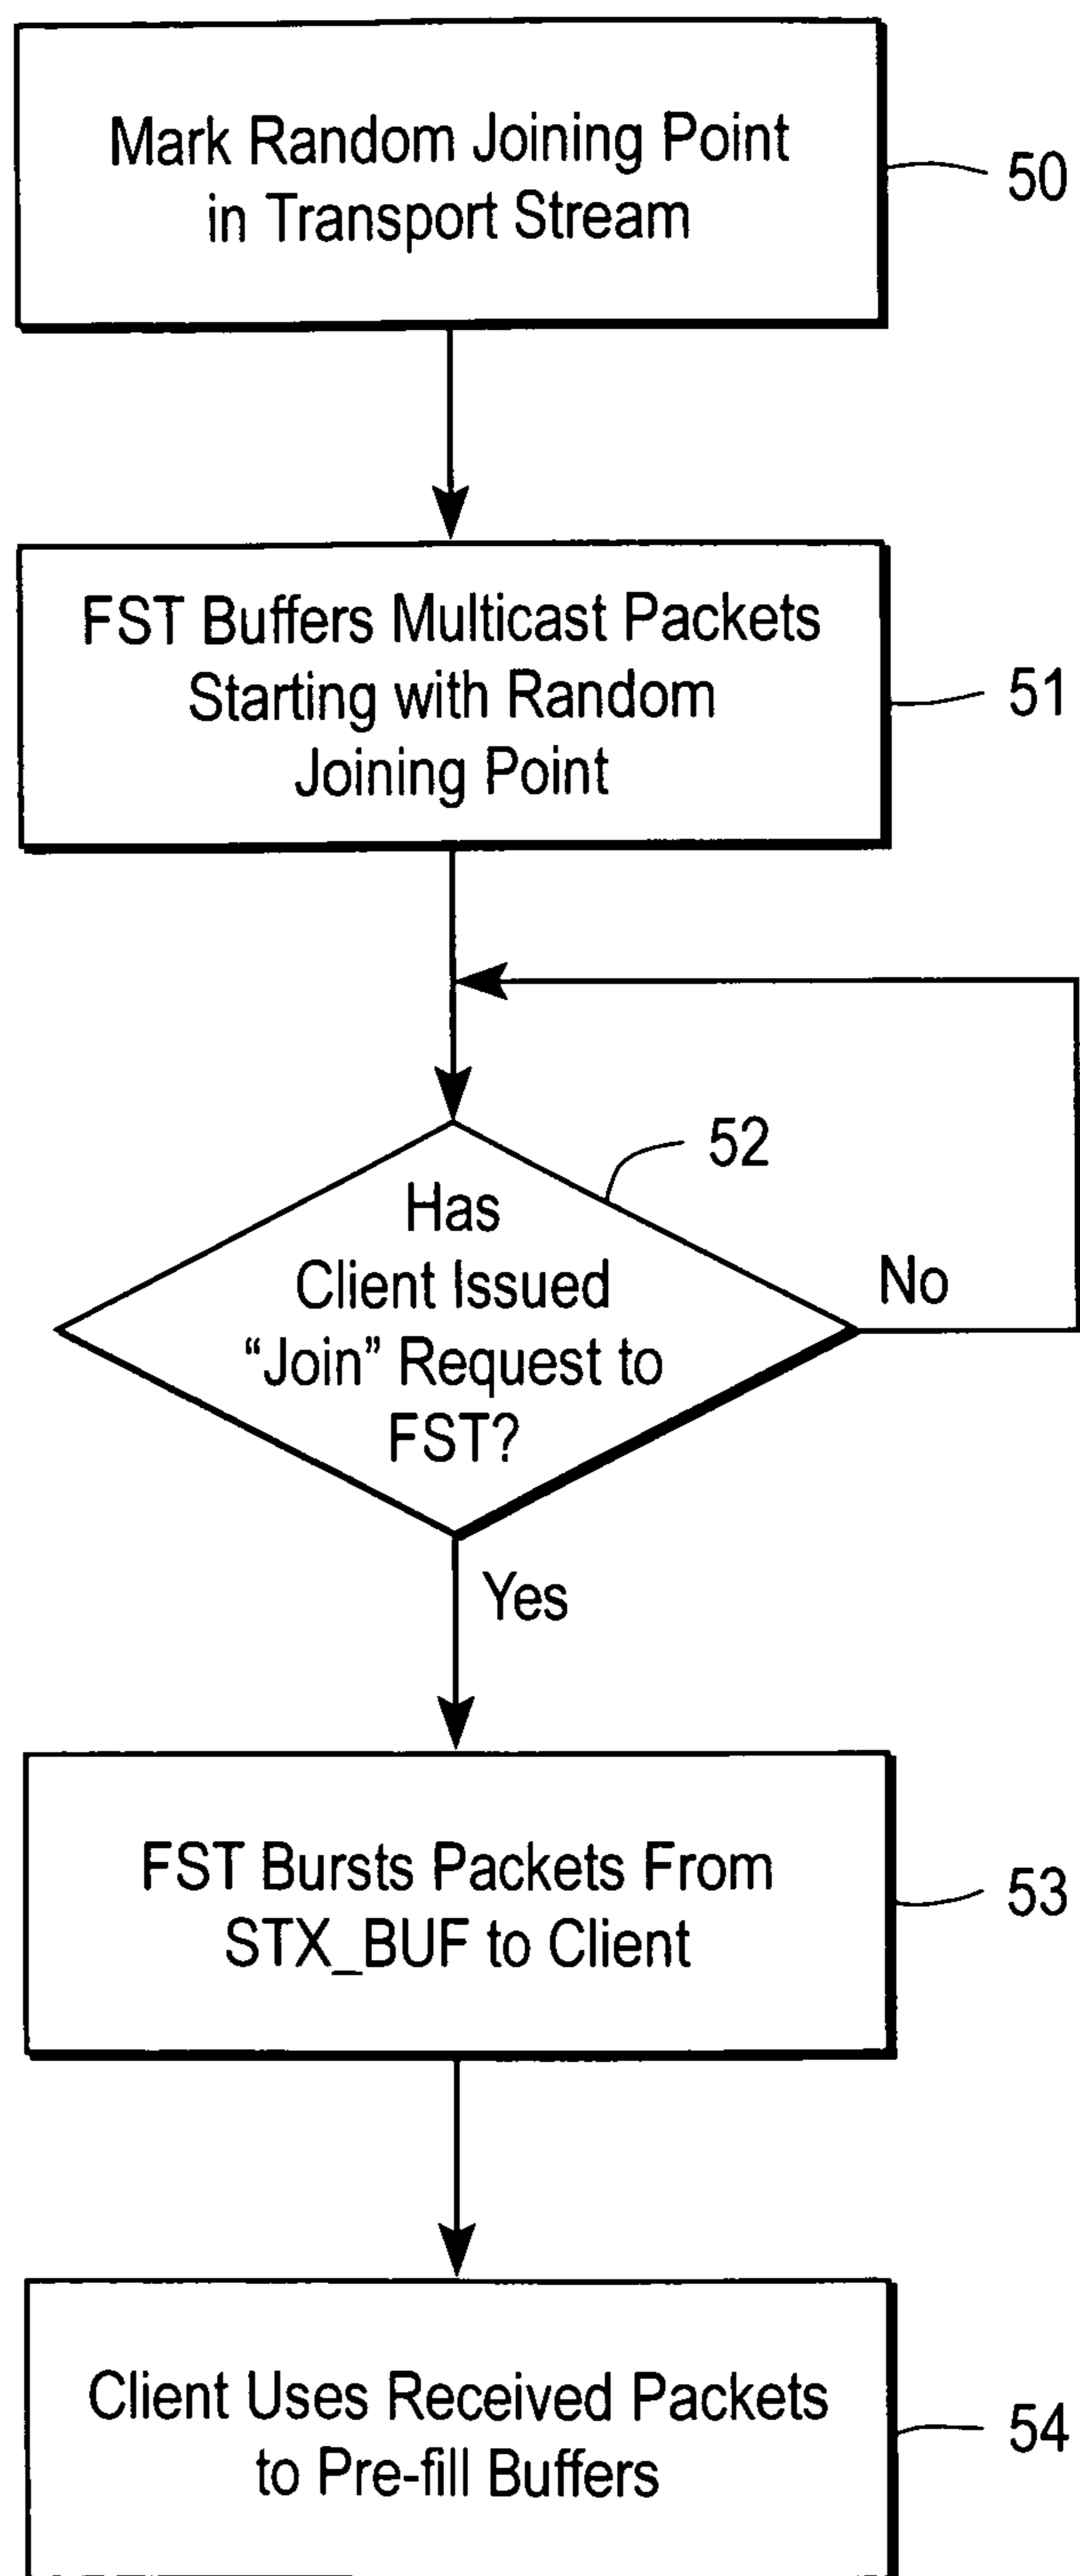 Mark Random Joining Point
in Transport Stream
50
FST Buffers Multicast Packets
Starting with Random
Joining Point
51
52
Has
Client Issued
“Join” Request to
FST?
No
Yes
FST Bursts Packets From
STX_BUF to Client
53
Client Uses Received Packets
to Pre-fill Buffers
54